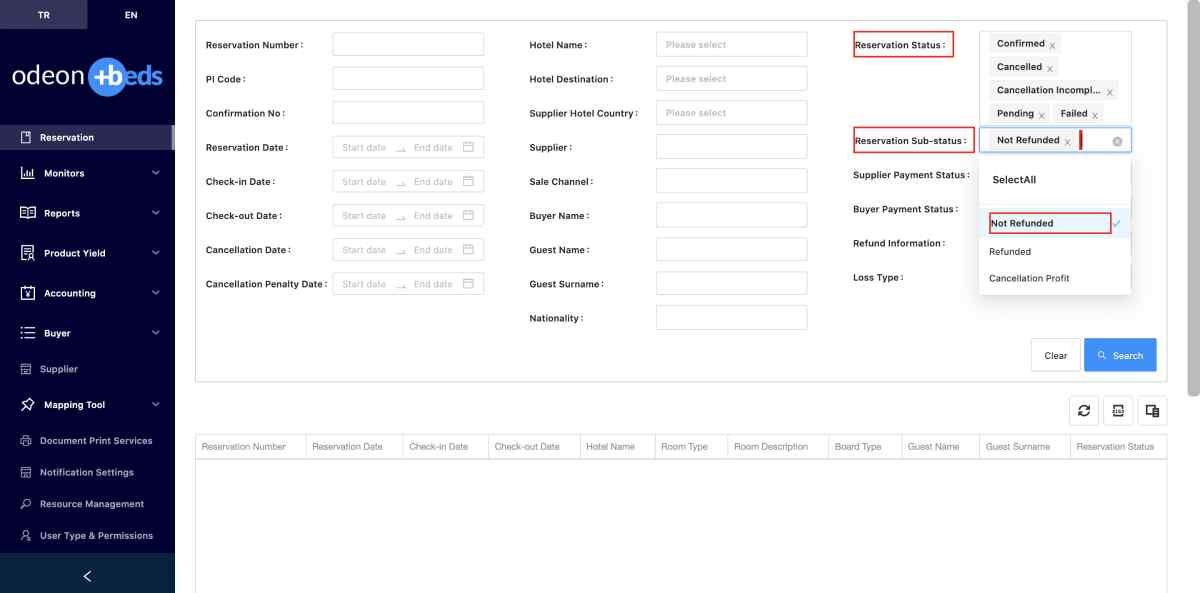 TR
EN
odeon +beds
Reservation
Monitors
Reports
Product Yield
Accounting
Buyer
Supplier
Mapping Tool
Document Print Services
Notification Settings
Resource Management
User Type & Permissions
Reservation Number :
PI Code :
Confirmation No :
Reservation Date : Start date End date
Check-in Date : Start date End date
Check-out Date : Start date End date
Cancellation Date : Start date End date
Cancellation Penalty Date : Start date End date
Hotel Name : Please select
Hotel Destination : Please select
Supplier Hotel Country : Please select
Supplier :
Sale Channel :
Buyer Name :
Guest Name :
Guest Surname :
Nationality :
Reservation Status :
Confirmed x
Cancelled x
Cancellation Incompl... x
Pending x Failed x
Reservation Sub-status : Not Refunded x
Supplier Payment Status :
Buyer Payment Status :
Refund Information :
Loss Type :
SelectAll
Not Refunded
Refunded
Cancellation Profit
Clear Search
Reservation Number Reservation Date Check-in Date Check-out Date Hotel Name Room Type Room Description Board Type Guest Name Guest Surname Reservation Status